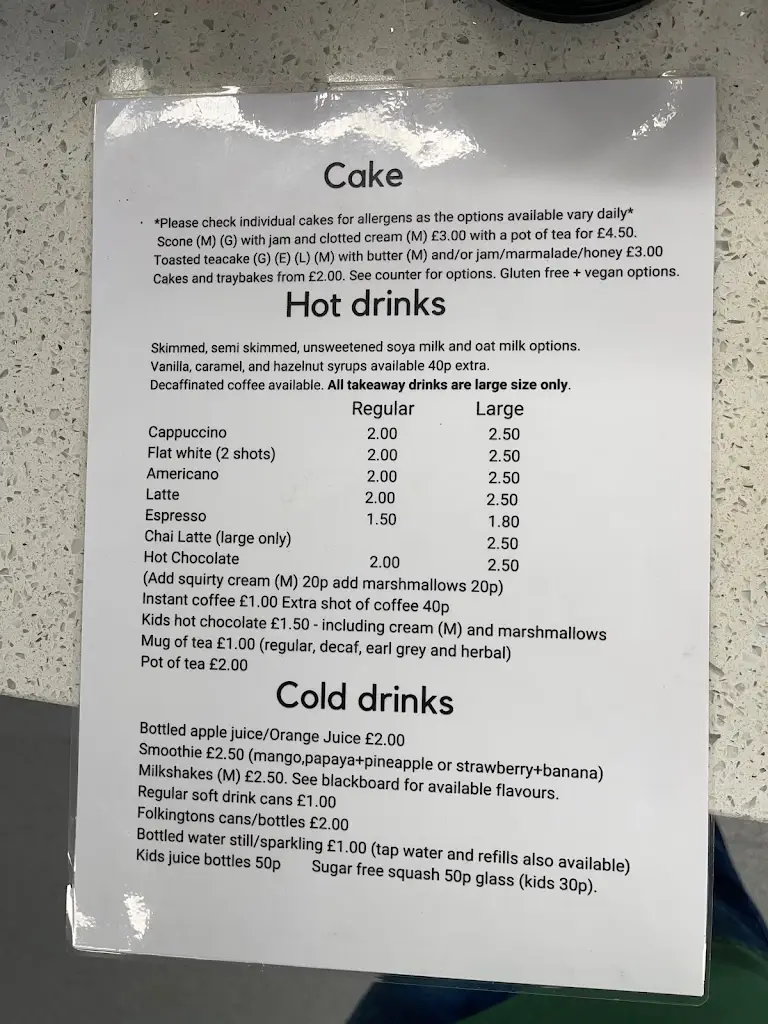 Cake
*Please check individual cakes for allergens as the options available vary daily*
Scone (M) (G) with jam and clotted cream (M) £3.00 with a pot of tea for £4.50.
Toasted teacake (G) (E) (L) (M) with butter (M) and/or jam/marmalade/honey £3.00
Cakes and traybakes from £2.00. See counter for options. Gluten free + vegan options.
Hot drinks
Skimmed, semi skimmed, unsweetened soya milk and oat milk options.
Vanilla, caramel, and hazelnut syrups available 40p extra.
Decaffinated coffee available. All takeaway drinks are large size only.
Regular Large
Cappuccino 2.00 2.50
Flat white (2 shots) 2.00 2.50
Americano 2.00 2.50
Latte 2.00 2.50
Espresso 1.50 1.80
Chai Latte (large only) 2.50
Hot Chocolate 2.00 2.50
(Add squirty cream (M) 20p add marshmallows 20p)
Instant coffee £1.00 Extra shot of coffee 40p
Kids hot chocolate £1.50 - including cream (M) and marshmallows
Mug of tea £1.00 (regular, decaf, earl grey and herbal)
Pot of tea £2.00
Cold drinks
Bottled apple juice/Orange Juice £2.00
Smoothie £2.50 (mango,papaya+pineapple or strawberry+banana)
Milkshakes (M) £2.50. See blackboard for available flavours.
Regular soft drink cans £1.00
Folkingtons cans/bottles £2.00
Bottled water still/sparkling £1.00 (tap water and refills also available)
Kids juice bottles 50p Sugar free squash 50p glass (kids 30p).